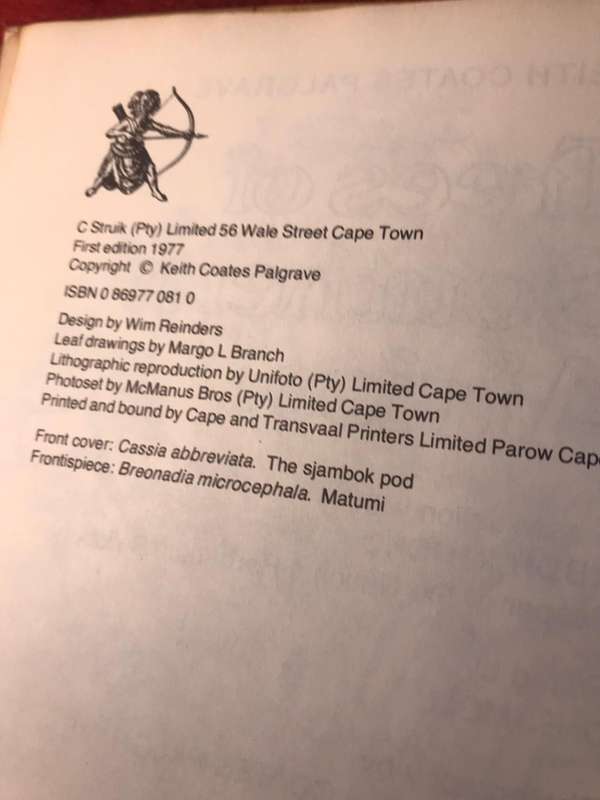 C Struik (Pty) Limited 56 Wale Street Cape Town
First edition 1977
Copyright © Keith Coates Palgrave
ISBN 0 86977 081 0
Design by Wim Reinders
Leaf drawings by Margo L Branch
Lithographic reproduction by Unifoto (Pty) Limited Cape Town
Photoset by McManus Bros (Pty) Limited Cape Town
Printed and bound by Cape and Transvaal Printers Limited Parow Cape
Front cover: Cassia abbreviata. The sjambok pod
Frontispiece: Breonadia microcephala. Matumi